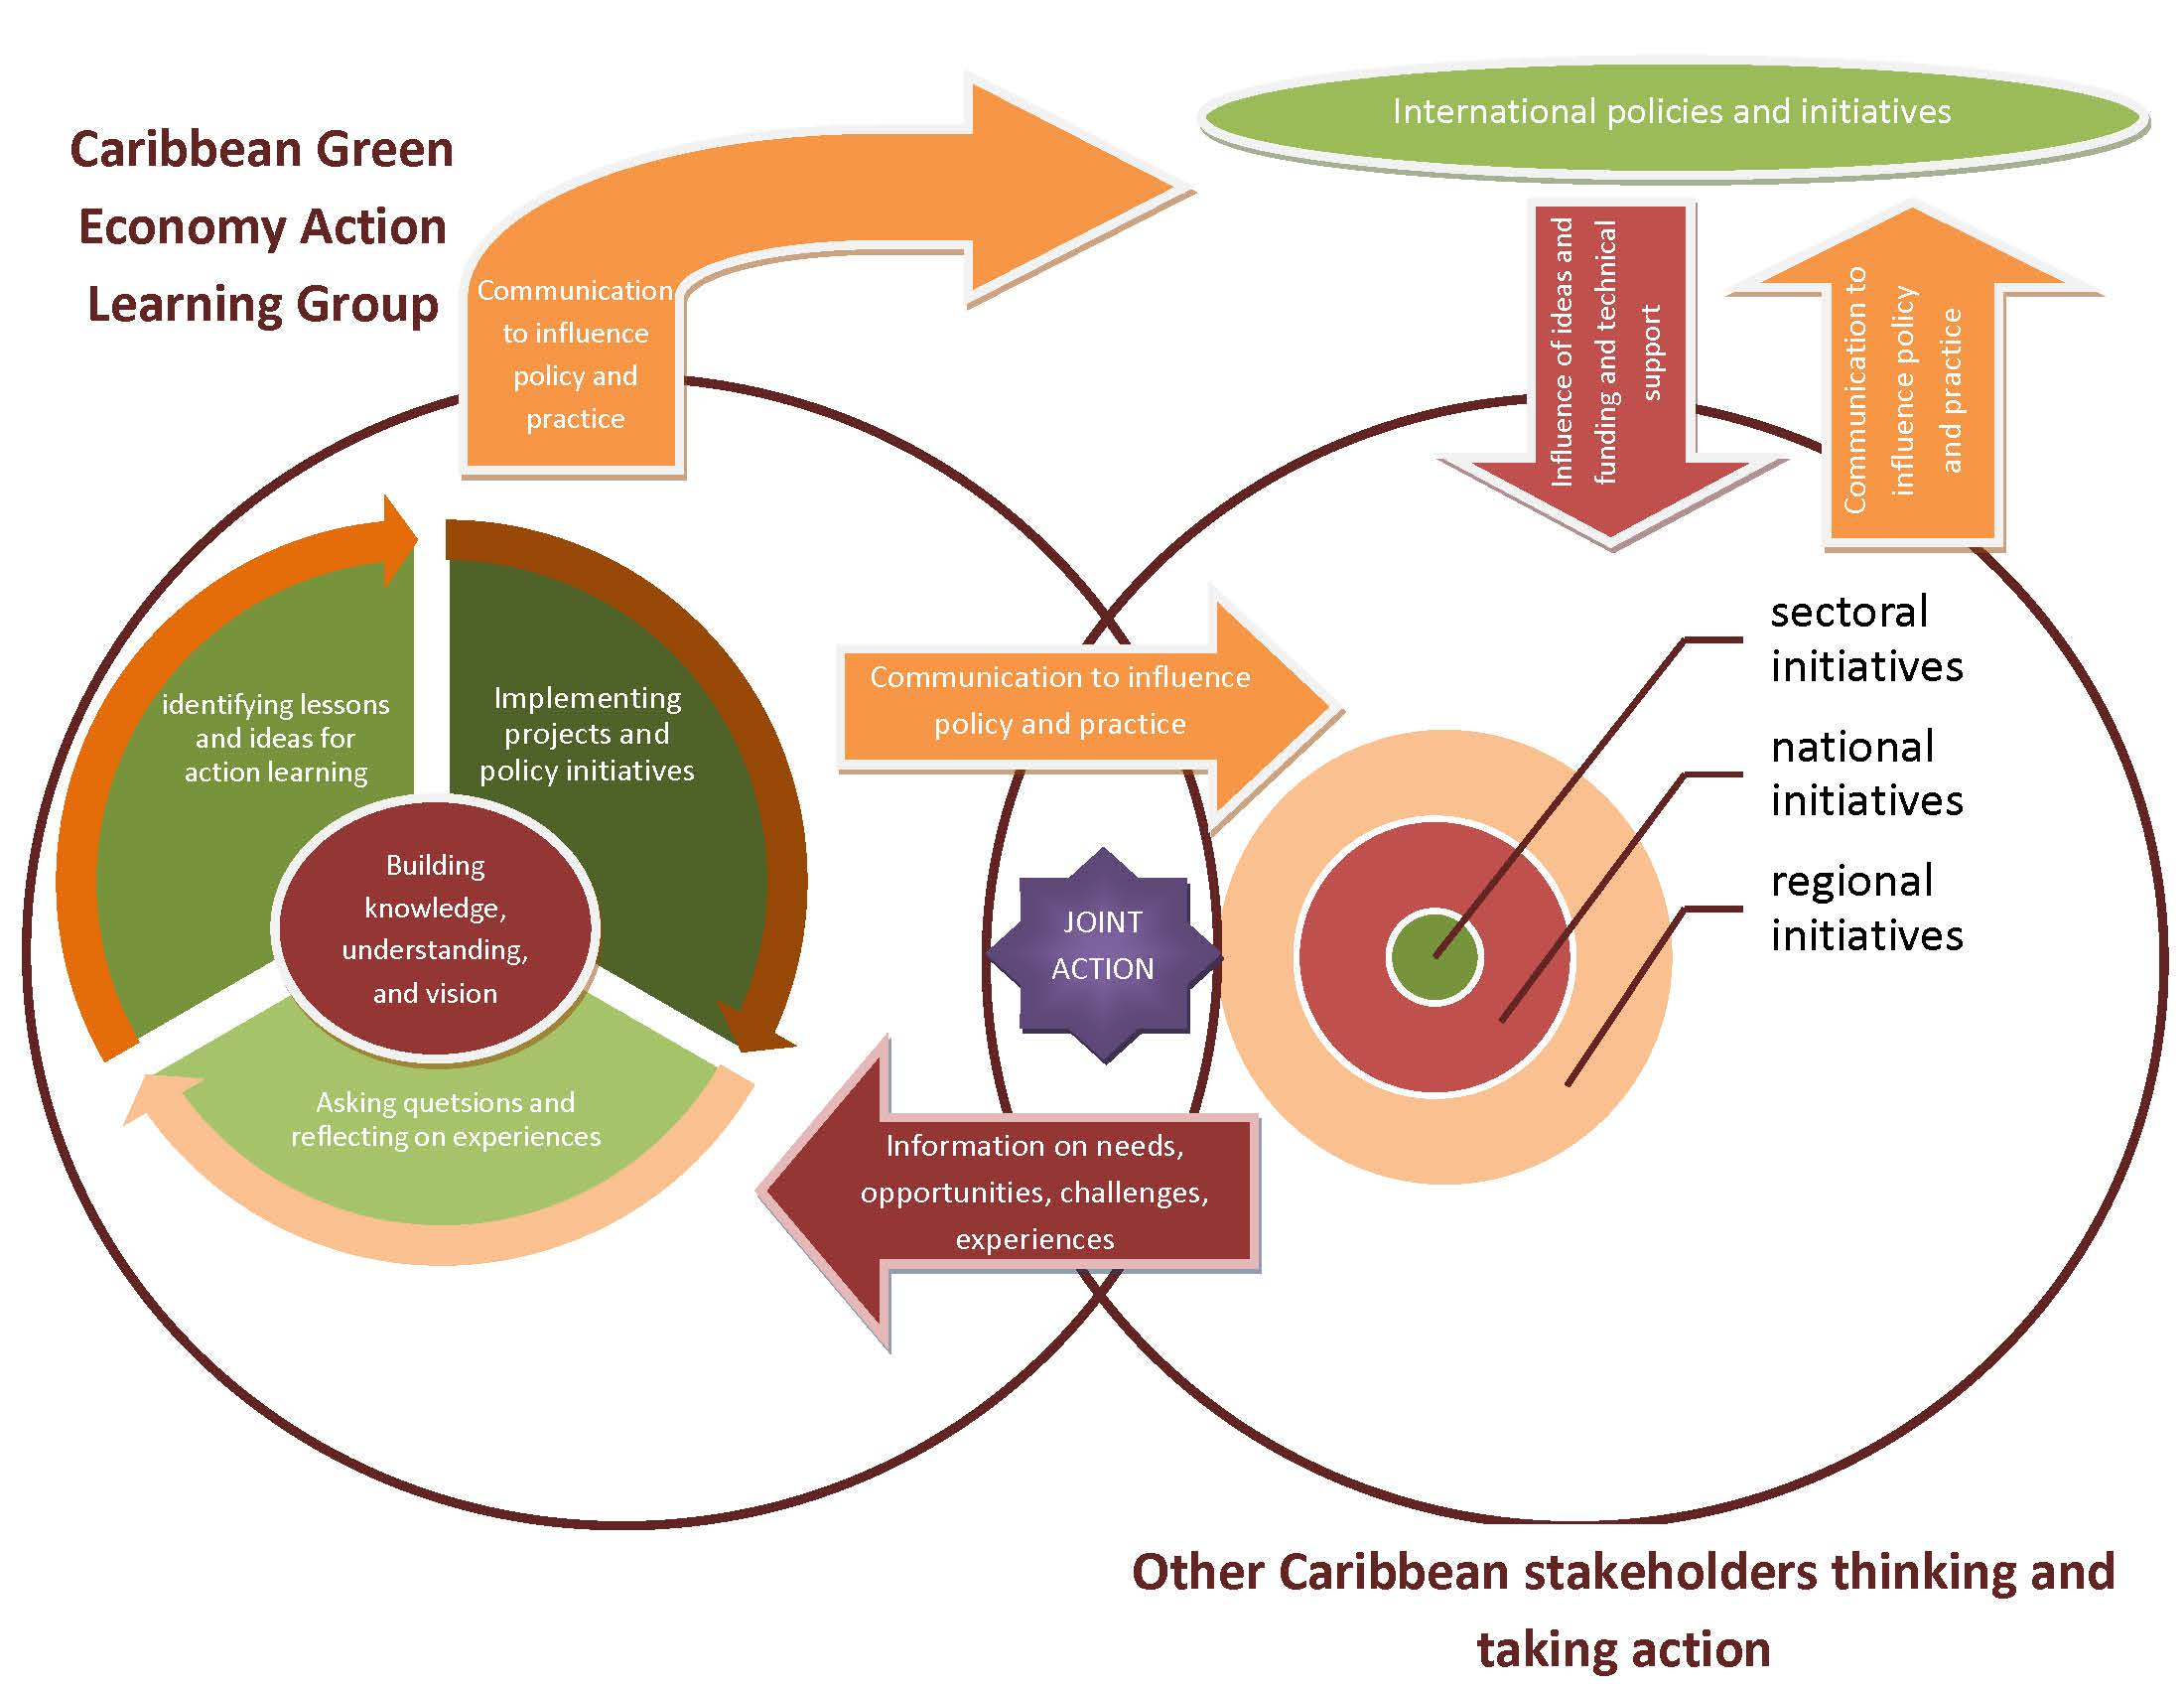 Caribbean Green
Economy Action
Learning Group
Communication
to influence
policy and
practice
International policies and initiatives
Influence of ideas and
funding and technical
support
Communication to
influence policy
and practice
identifying lessons
and ideas for
action learning
Implementing
projects and
policy initiatives
Building
knowledge,
understanding,
and vision
Asking quetsions and
reflecting on experiences
Communication to influence
policy and practice
JOINT
ACTION
Information on needs,
opportunities, challenges,
experiences
sectoral
initiatives
national
initiatives
regional
initiatives
Other Caribbean stakeholders thinking and
taking action